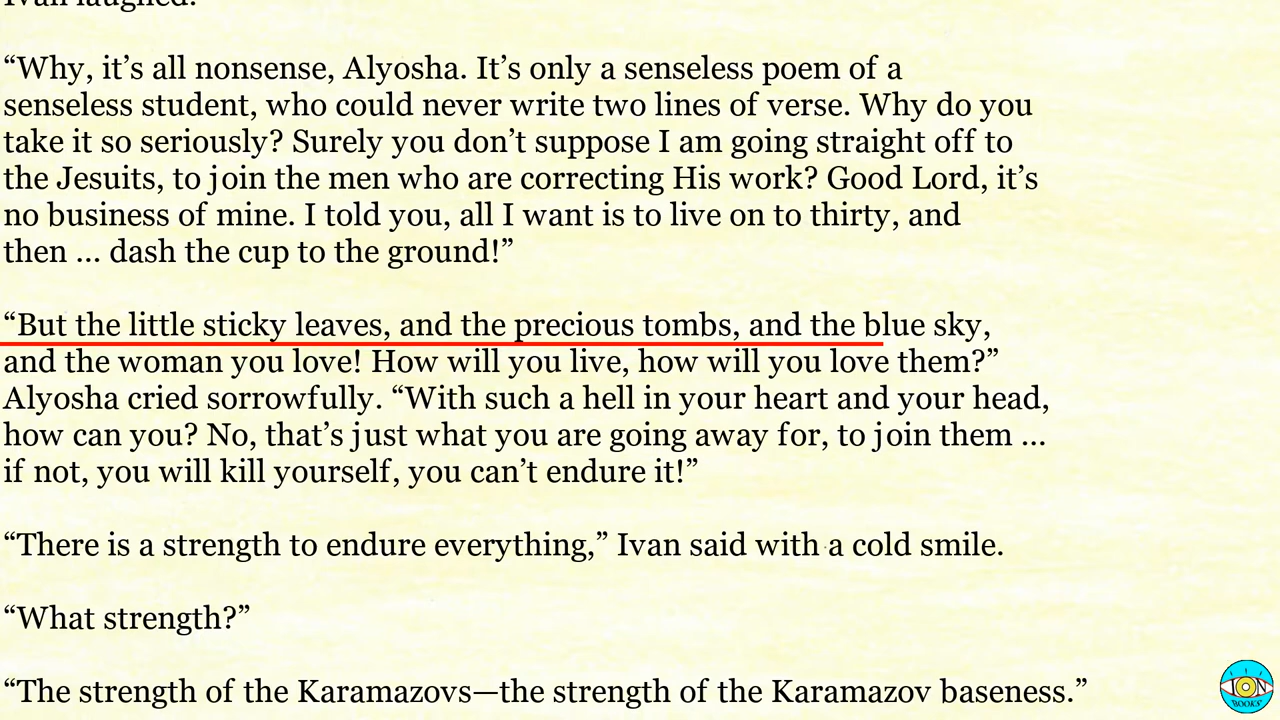 Ivan laughed.
“Why, it’s all nonsense, Alyosha. It’s only a senseless poem of a
senseless student, who could never write two lines of verse. Why do you
take it so seriously? Surely you don’t suppose I am going straight off to
the Jesuits, to join the men who are correcting His work? Good Lord, it’s
no business of mine. I told you, all I want is to live on to thirty, and
then ... dash the cup to the ground!”
“But the little sticky leaves, and the precious tombs, and the blue sky,
and the woman you love! How will you live, how will you love them?”
Alyosha cried sorrowfully. “With such a hell in your heart and your head,
how can you? No, that’s just what you are going away for, to join them ...
if not, you will kill yourself, you can’t endure it!”
“There is a strength to endure everything,” Ivan said with a cold smile.
“What strength?”
“The strength of the Karamazovs—the strength of the Karamazov baseness.”
I
ION
BOOKS